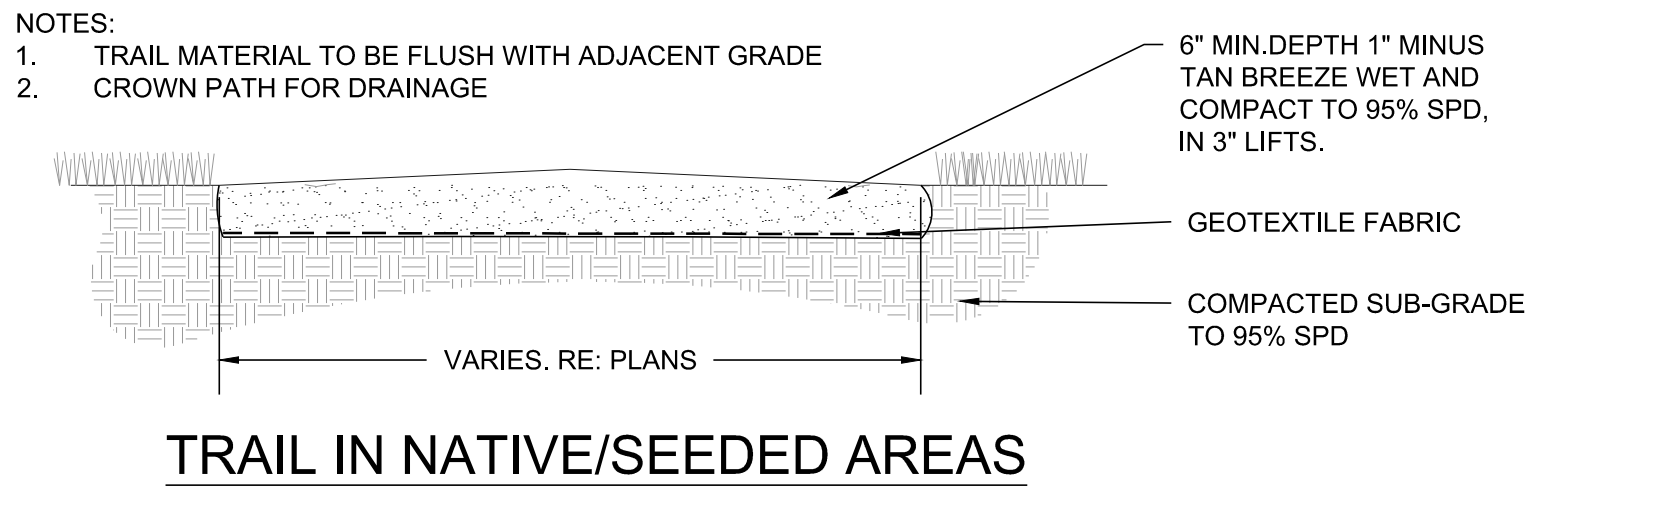 NOTES:
1. TRAIL MATERIAL TO BE FLUSH WITH ADJACENT GRADE
2. CROWN PATH FOR DRAINAGE
6" MIN.DEPTH 1" MINUS
TAN BREEZE WET AND
COMPACT TO 95% SPD,
IN 3" LIFTS.
GEOTEXTILE FABRIC
COMPACTED SUB-GRADE
TO 95% SPD
VARIES. RE: PLANS
TRAIL IN NATIVE/SEEDED AREAS